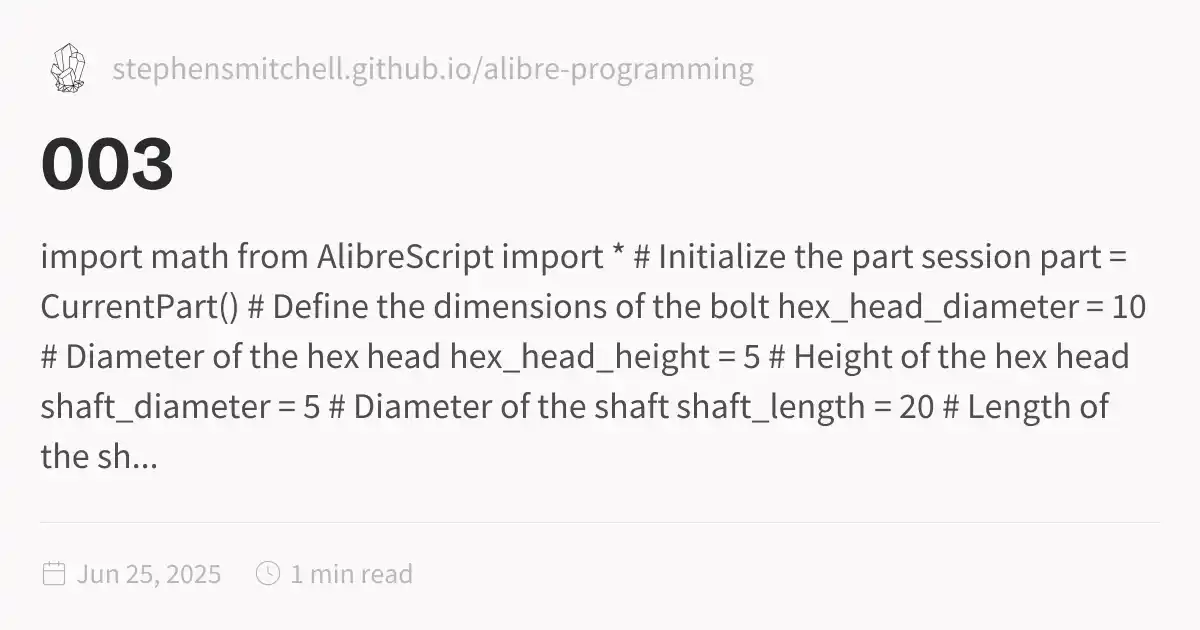 stephensmitchell.github.io/alibre-programming
003
import math from AlibreScript import * # Initialize the part session part =
CurrentPart() # Define the dimensions of the bolt hex_head_diameter = 10
# Diameter of the hex head hex_head_height = 5 # Height of the hex head
shaft_diameter = 5 # Diameter of the shaft shaft_length = 20 # Length of
the sh...
Jun 25, 2025 1 min read